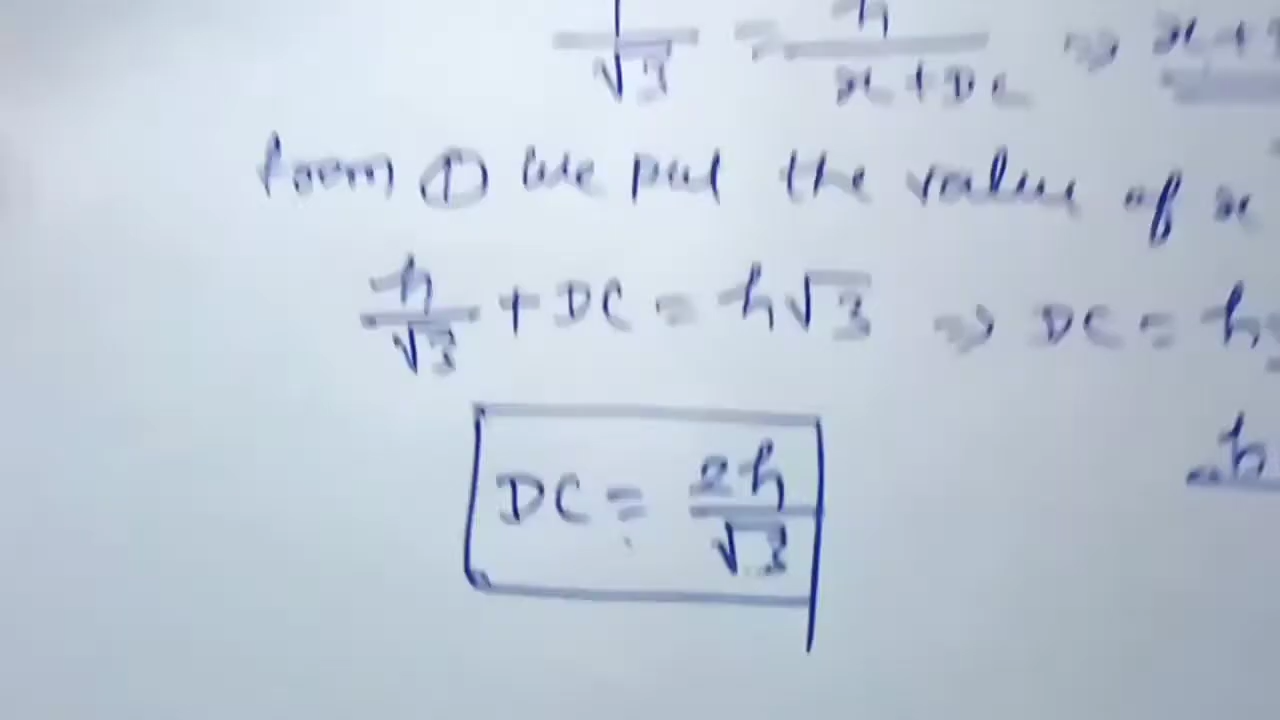 1/√3 = h/x+DC ⇒ x+
from ① we put the value of x
h/√3 + DC = h√3 ⇒ DC = h
h
DC = 2h/√3